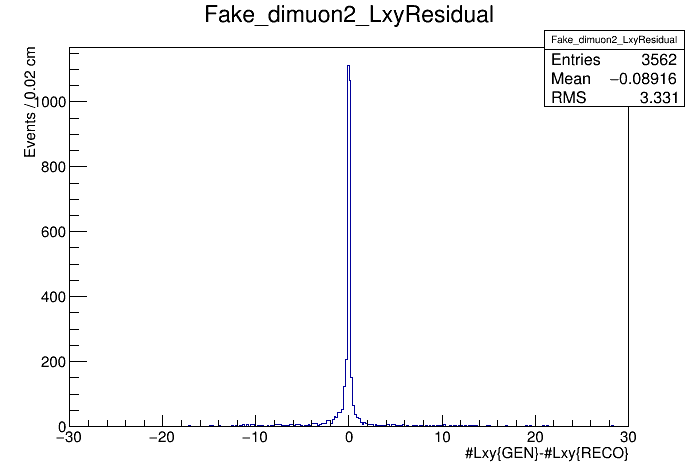 Fake_dimuon2_LxyResidual
Fake_dimuon2_LxyResidual
Entries 3562
Mean −0.08916
RMS 3.331
Events / 0.02 cm
1000
800
600
400
200
0
−30 −20 −10 0 10 20 30
#Lxy{GEN}-#Lxy{RECO}